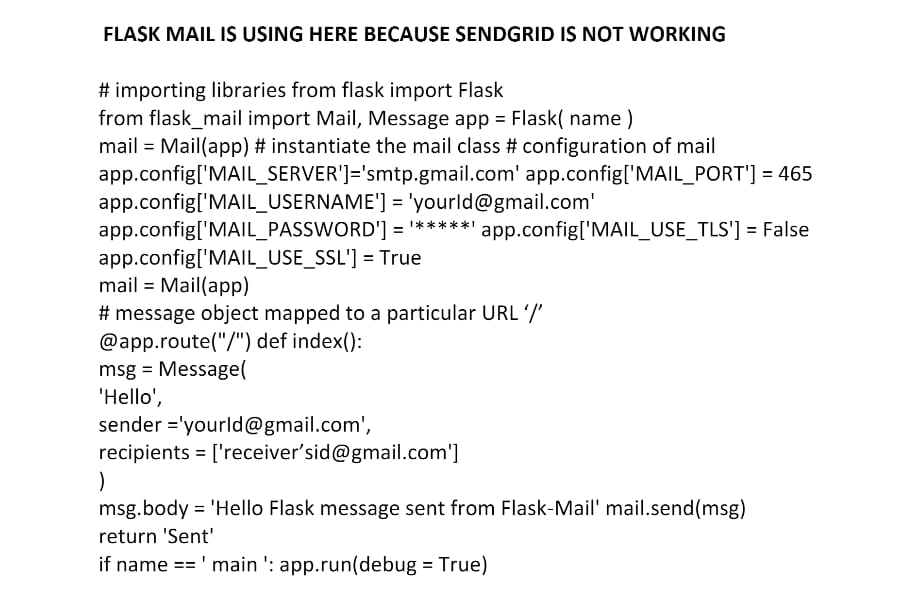 FLASK MAIL IS USING HERE BECAUSE SENDGRID IS NOT WORKING
# importing libraries from flask import Flask
from flask_mail import Mail, Message app = Flask( name )
mail = Mail(app) # instantiate the mail class # configuration of mail
app.config['MAIL_SERVER']='smtp.gmail.com' app.config['MAIL_PORT'] = 465
app.config['MAIL_USERNAME'] = 'yourId@gmail.com'
app.config['MAIL_PASSWORD'] = '*****' app.config['MAIL_USE_TLS'] = False
app.config['MAIL_USE_SSL'] = True
mail = Mail(app)
# message object mapped to a particular URL ‘/’
@app.route("/") def index():
msg = Message(
'Hello',
sender ='yourId@gmail.com',
recipients = ['receiver’sid@gmail.com']
)
msg.body = 'Hello Flask message sent from Flask-Mail' mail.send(msg)
return 'Sent'
if name == ' main ': app.run(debug = True)